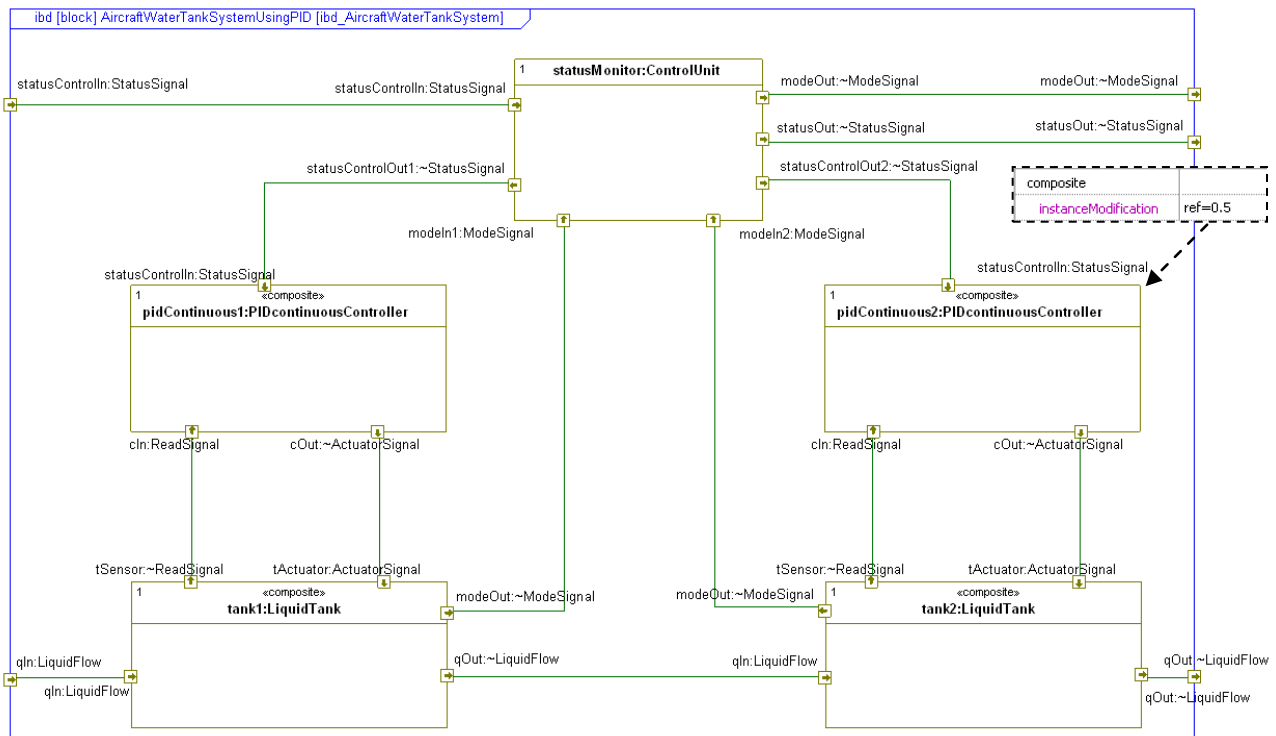 ibd [block] AircraftWaterTankSystemUsingPID [ibd_AircraftWaterTankSystem]
statusControlIn:StatusSignal
statusControlIn:StatusSignal
1
statusMonitor:ControlUnit
modeOut:~ModeSignal
modeOut:~ModeSignal
statusOut:~StatusSignal
statusOut:~StatusSignal
statusControlOut1:~StatusSignal
statusControlOut2:~StatusSignal
composite
instanceModification
ref=0.5
modeIn1:ModeSignal
modeIn2:ModeSignal
statusControlIn:StatusSignal
statusControlIn:StatusSignal
1
«composite»
pidContinuous1:PIDcontinuousController
1
«composite»
pidContinuous2:PIDcontinuousController
cIn:ReadSignal
cOut:~ActuatorSignal
cIn:ReadSignal
cOut:~ActuatorSignal
tSensor:~ReadSignal
tActuator:ActuatorSignal
tSensor:~ReadSignal
tActuator:ActuatorSignal
1
«composite»
tank1:LiquidTank
modeOut:~ModeSignal
modeOut:~ModeSignal
1
«composite»
tank2:LiquidTank
qIn:LiquidFlow
qIn:LiquidFlow
qOut:~LiquidFlow
qIn:LiquidFlow
qOut:~LiquidFlow
qOut:~LiquidFlow